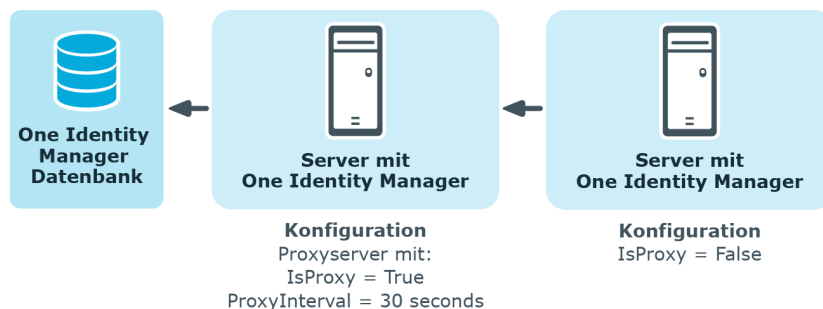 One Identity
Manager
Datenbank
Server mit
One Identity Manager
Konfiguration
Proxyserver mit:
IsProxy = True
ProxyInterval = 30 seconds
Server mit
One Identity Manager
Konfiguration
IsProxy = False